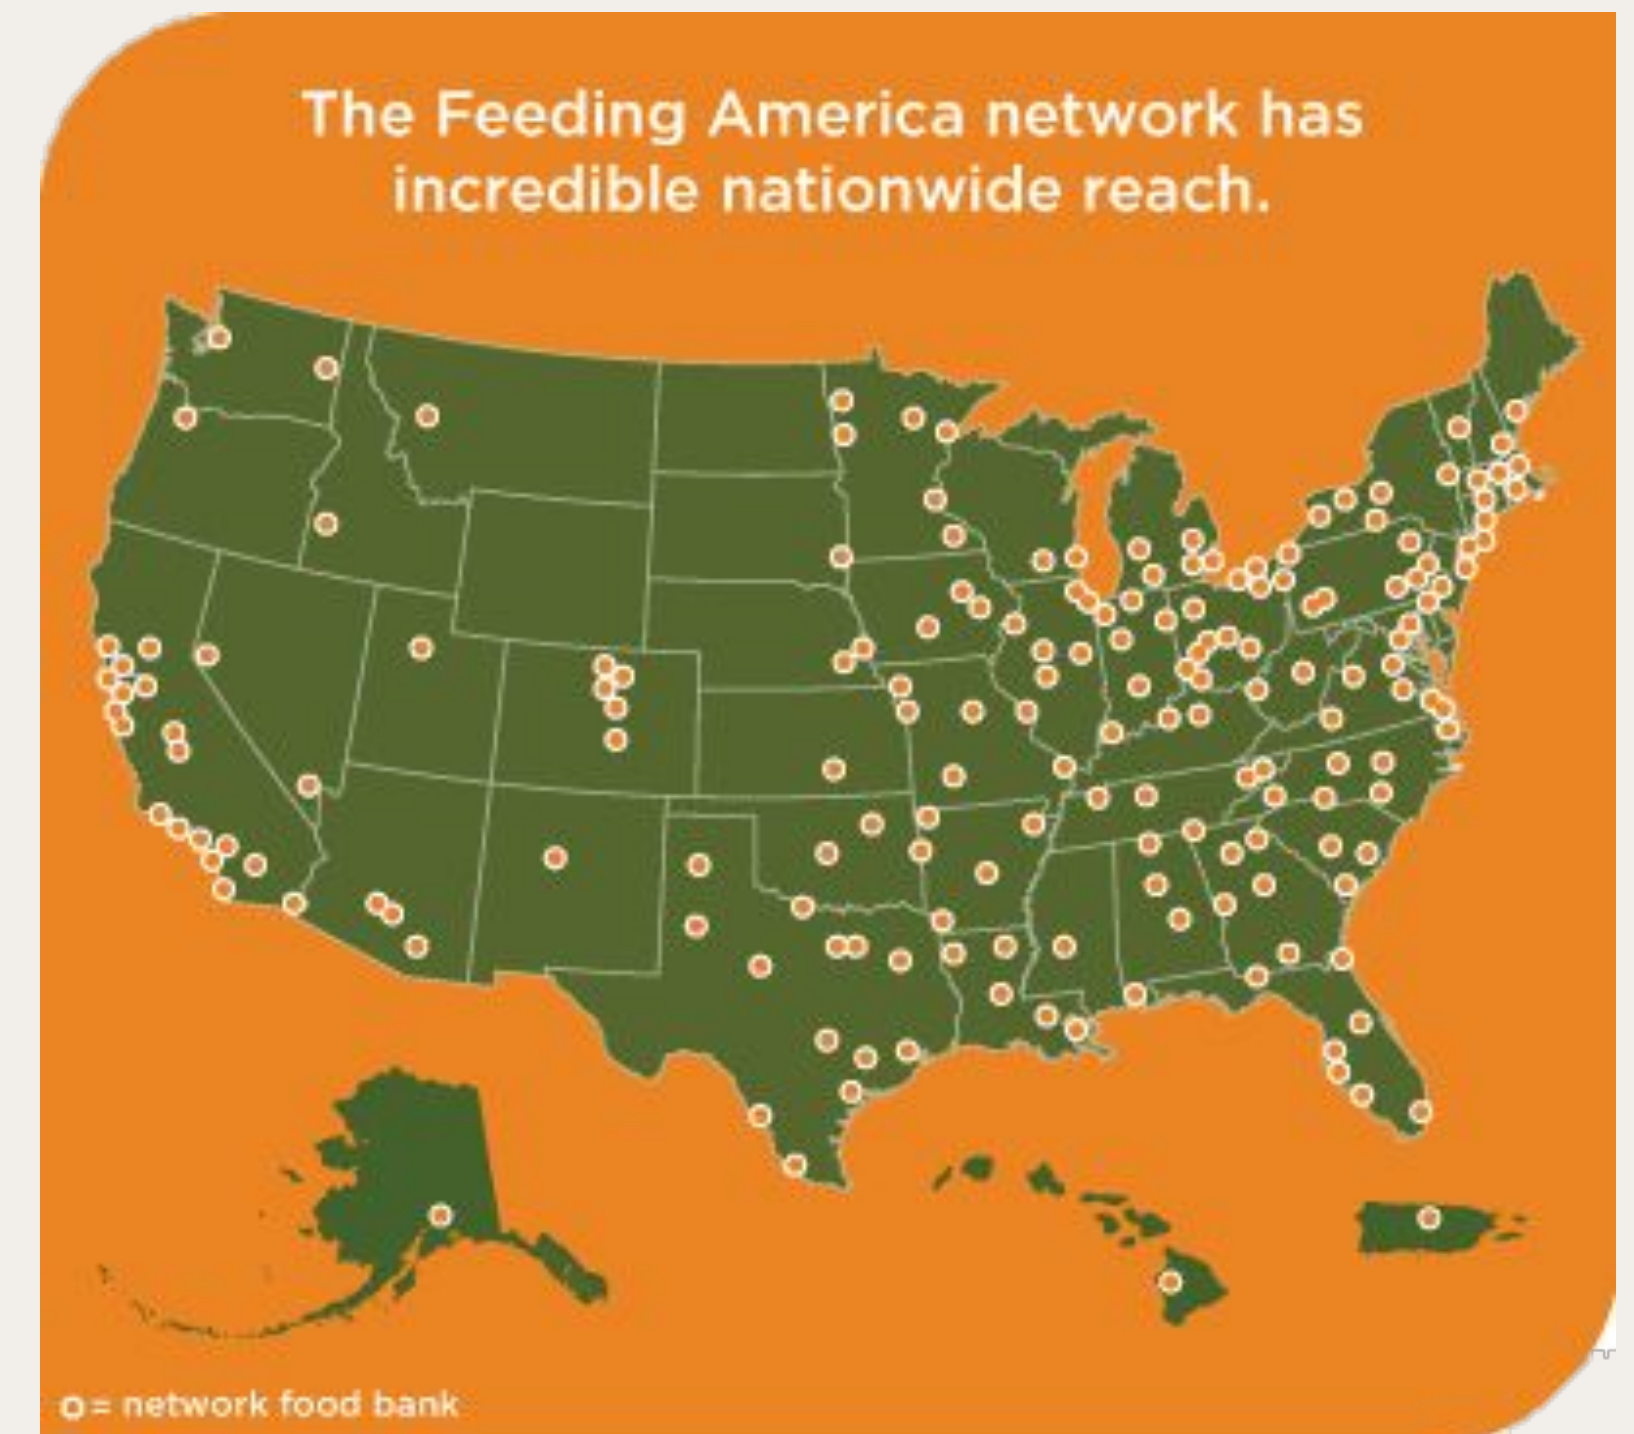 The Feeding America network has
incredible nationwide reach.
= network food bank